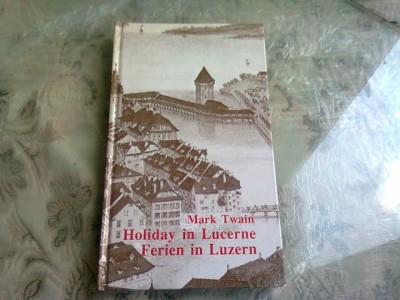 Mark Twain
Holiday in Lucerne
Ferien in Luzern